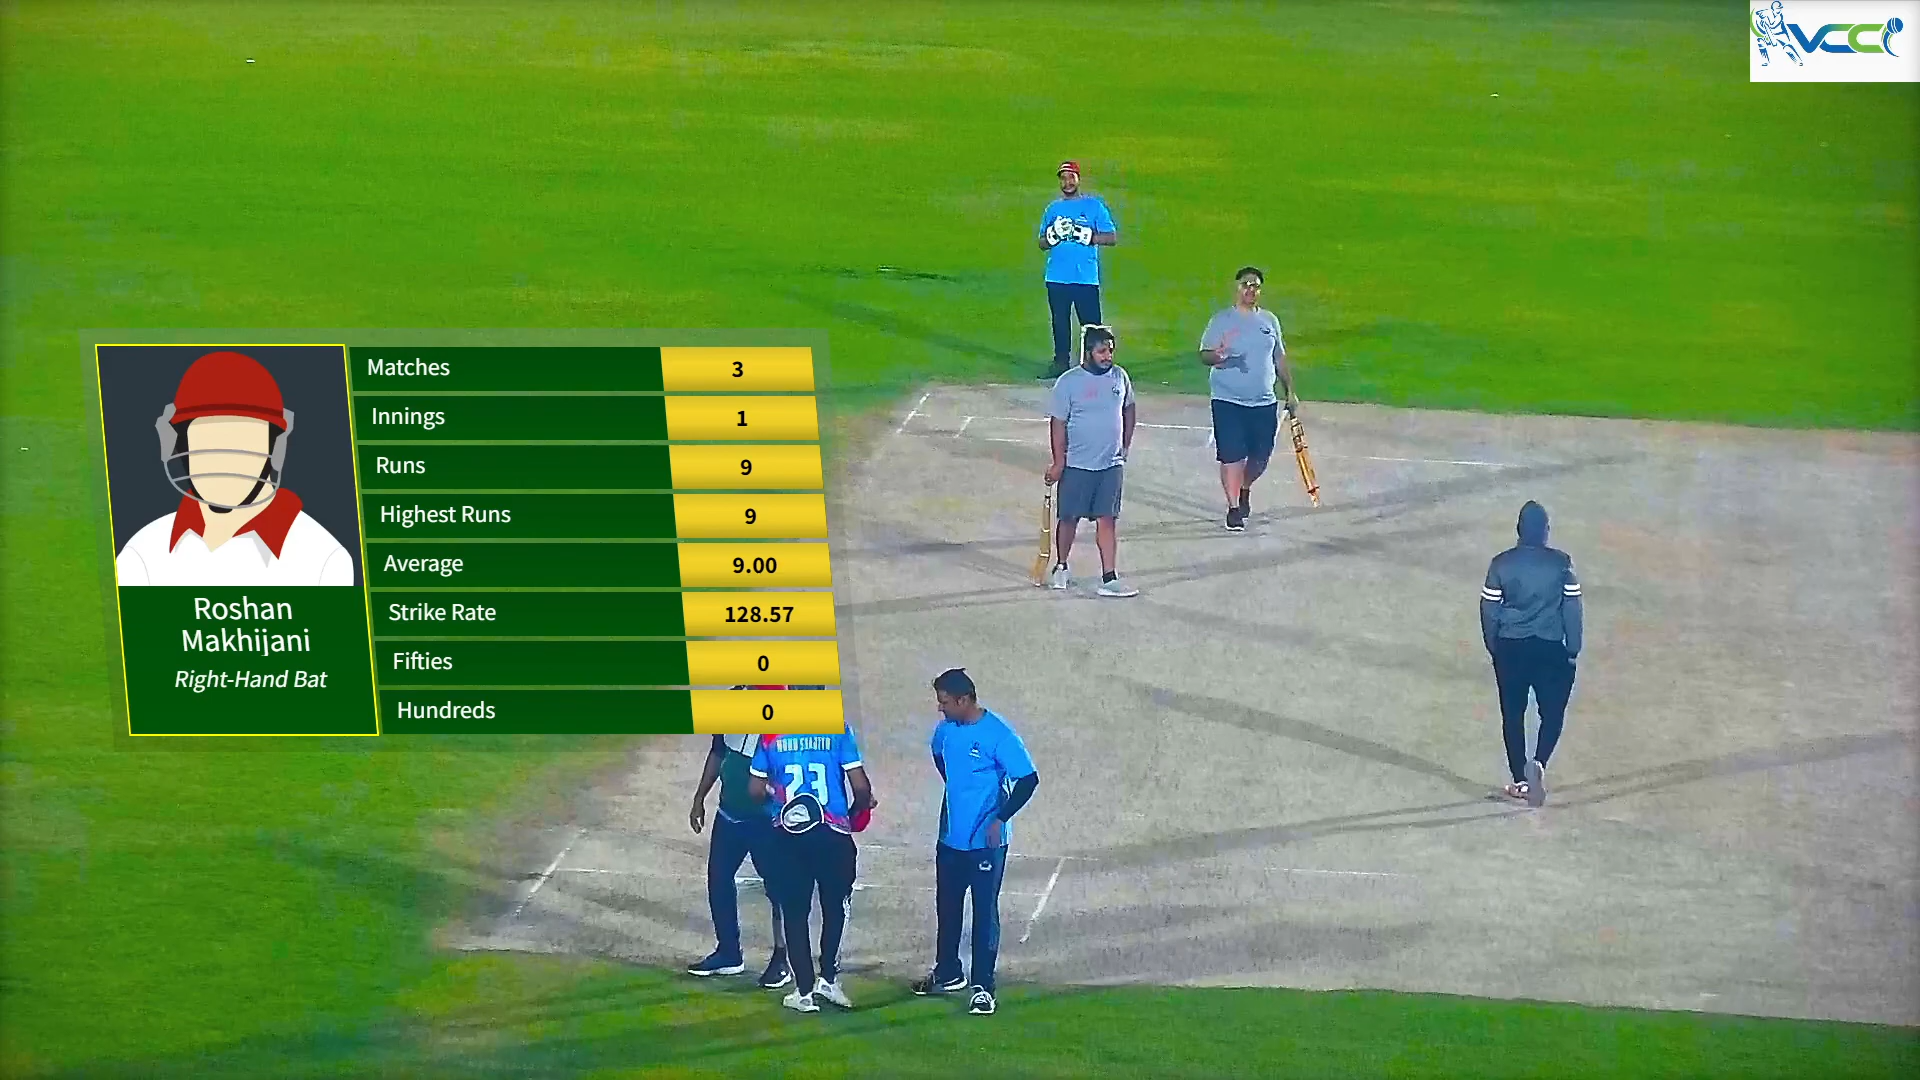 VCC
Matches 3
Innings 1
Runs 9
Highest Runs 9
Average 9.00
Strike Rate 128.57
Fifties 0
Hundreds 0
Roshan
Makhijani
Right-Hand Bat
23